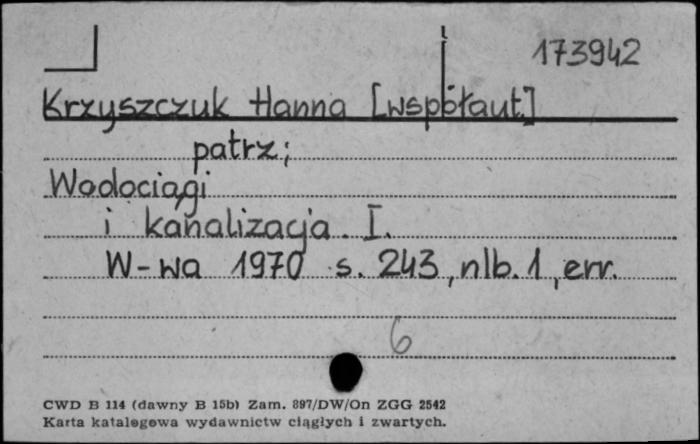 173942
Krzyszczuk Hanna [współaut.]
patrz;
Wodociągi
i kanalizacja. I.
W-wa 1970 s. 243, nlb. 1, err.
6
CWD B 114 (dawny B 15b) Zam. 897/DW/On ZGG 2542
Karta katalogowa wydawnictw ciągłych i zwartych.